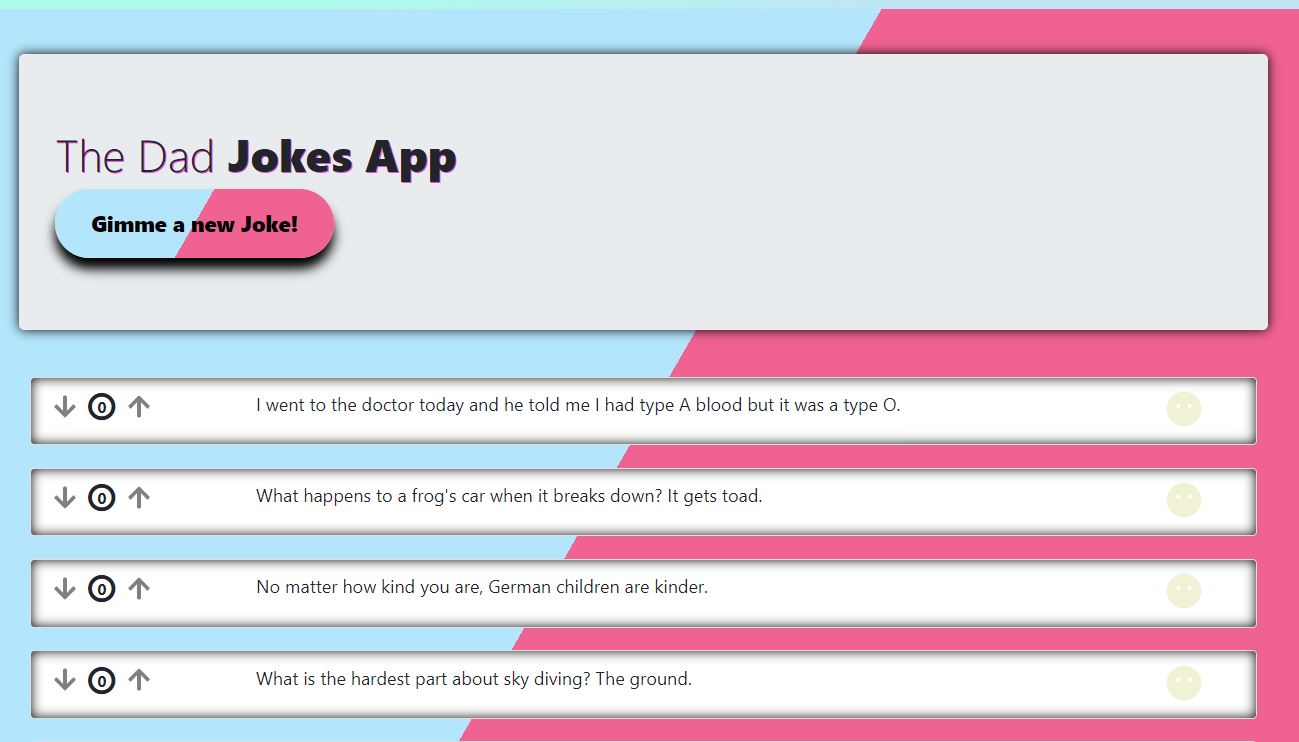 The Dad Jokes App
Gimme a new Joke!
0
I went to the doctor today and he told me I had type A blood but it was a type O.
0
What happens to a frog's car when it breaks down? It gets toad.
0
No matter how kind you are, German children are kinder.
0
What is the hardest part about sky diving? The ground.